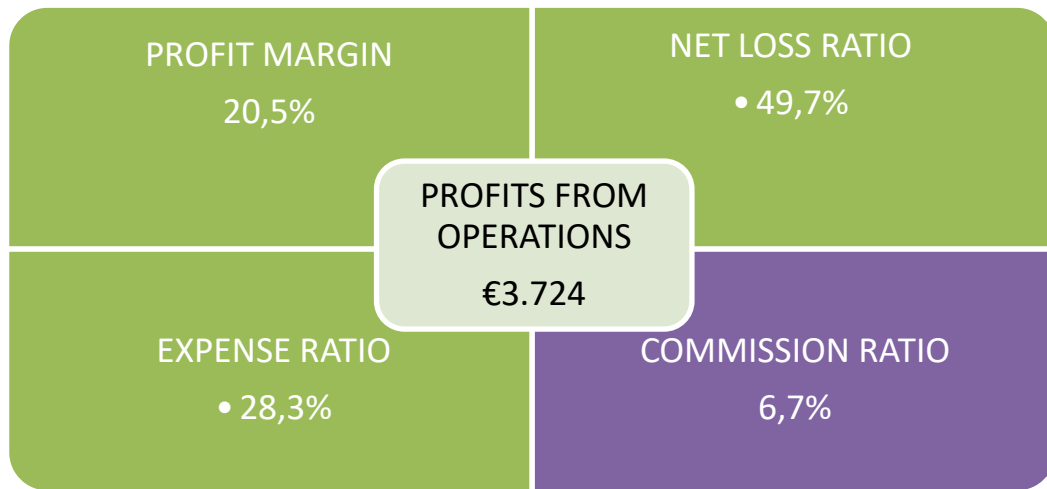 PROFIT MARGIN
20,5%
NET LOSS RATIO
• 49,7%
PROFITS FROM
OPERATIONS
€3.724
EXPENSE RATIO
• 28,3%
COMMISSION RATIO
6,7%